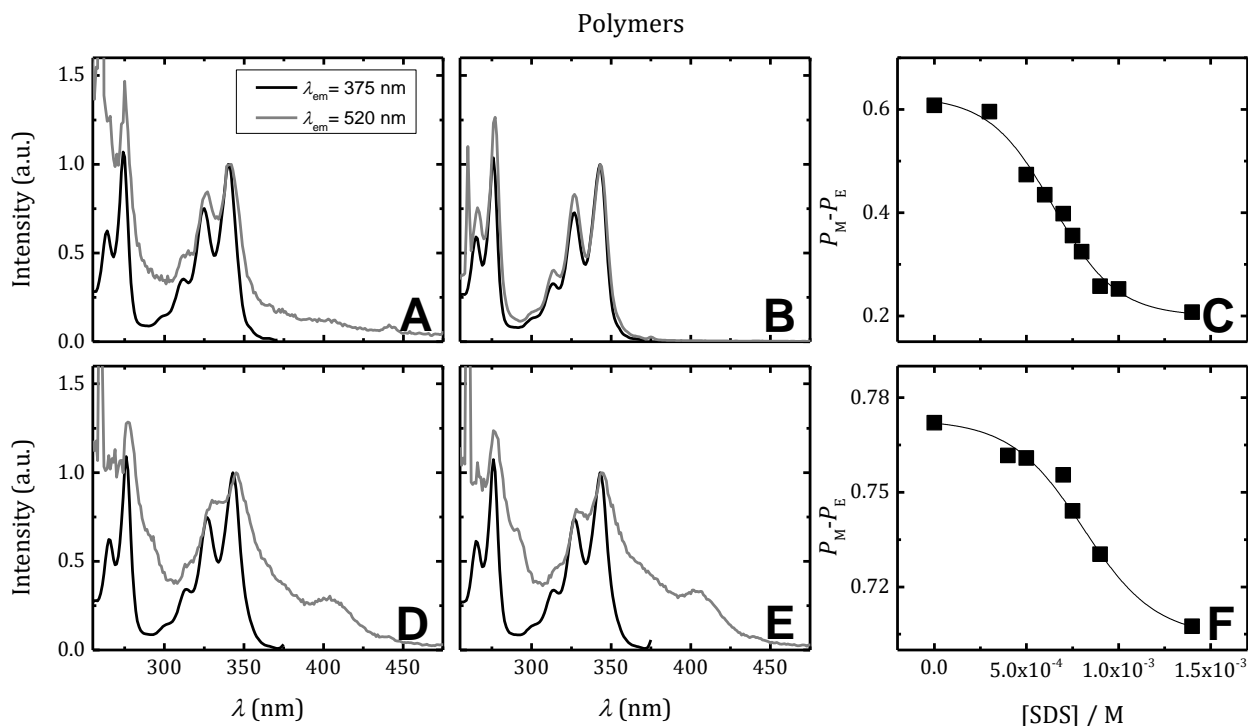 Polymers
1.5
1.0
0.5
0.0
Intensity (a.u.)
λem= 375 nm
λem= 520 nm
A
B
0.6
0.4
0.2
PM-PE
C
1.5
1.0
0.5
0.0
Intensity (a.u.)
D
300 350 400 450
λ (nm)
E
300 350 400 450
λ (nm)
0.78
0.75
0.72
PM-PE
F
0.0 5.0x10-4 1.0x10-3 1.5x10-3
[SDS] / M